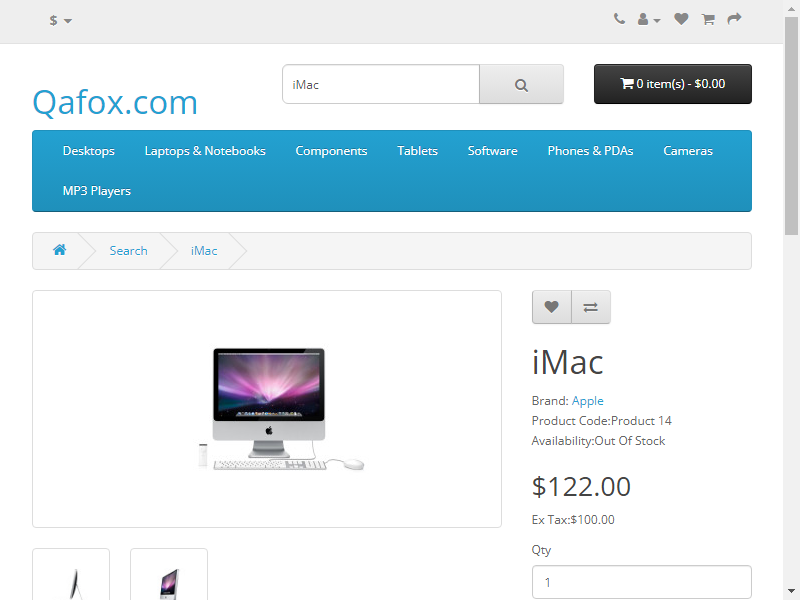 $
iMac
0 item(s) - $0.00
Qafox.com
Desktops
Laptops & Notebooks
Components
Tablets
Software
Phones & PDAs
Cameras
MP3 Players
Search
iMac
iMac
Brand: Apple
Product Code:Product 14
Availability:Out Of Stock
$122.00
Ex Tax:$100.00
Qty
1